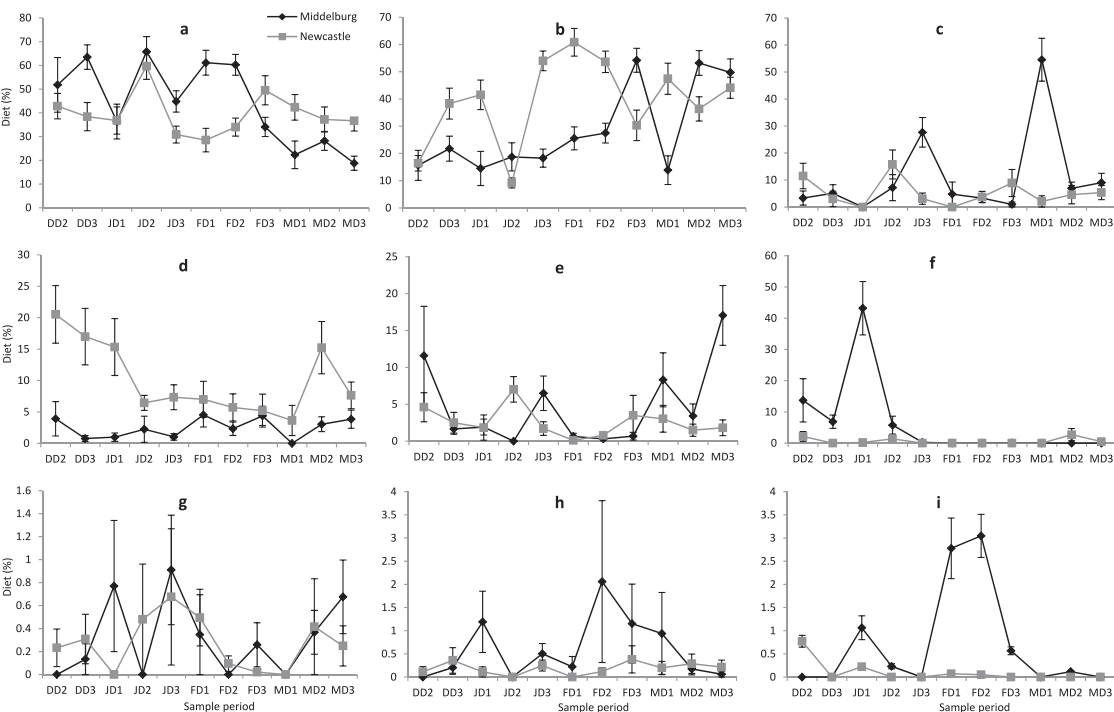 Middelburg
Newcastle
a
Diet (%)
80
70
60
50
40
30
20
10
0
DD2 DD3 JD1 JD2 JD3 FD1 FD2 FD3 MD1 MD2 MD3
b
70
60
50
40
30
20
10
0
DD2 DD3 JD1 JD2 JD3 FD1 FD2 FD3 MD1 MD2 MD3
c
70
60
50
40
30
20
10
0
DD2 DD3 JD1 JD2 JD3 FD1 FD2 FD3 MD1 MD2 MD3
d
Diet (%)
30
25
20
15
10
5
0
DD2 DD3 JD1 JD2 JD3 FD1 FD2 FD3 MD1 MD2 MD3
e
25
20
15
10
5
0
DD2 DD3 JD1 JD2 JD3 FD1 FD2 FD3 MD1 MD2 MD3
f
60
50
40
30
20
10
0
DD2 DD3 JD1 JD2 JD3 FD1 FD2 FD3 MD1 MD2 MD3
g
Diet (%)
1.6
1.4
1.2
1
0.8
0.6
0.4
0.2
0
DD2 DD3 JD1 JD2 JD3 FD1 FD2 FD3 MD1 MD2 MD3
Sample period
h
4
3.5
3
2.5
2
1.5
1
0.5
0
DD2 DD3 JD1 JD2 JD3 FD1 FD2 FD3 MD1 MD2 MD3
Sample period
i
4
3.5
3
2.5
2
1.5
1
0.5
0
DD2 DD3 JD1 JD2 JD3 FD1 FD2 FD3 MD1 MD2 MD3
Sample period